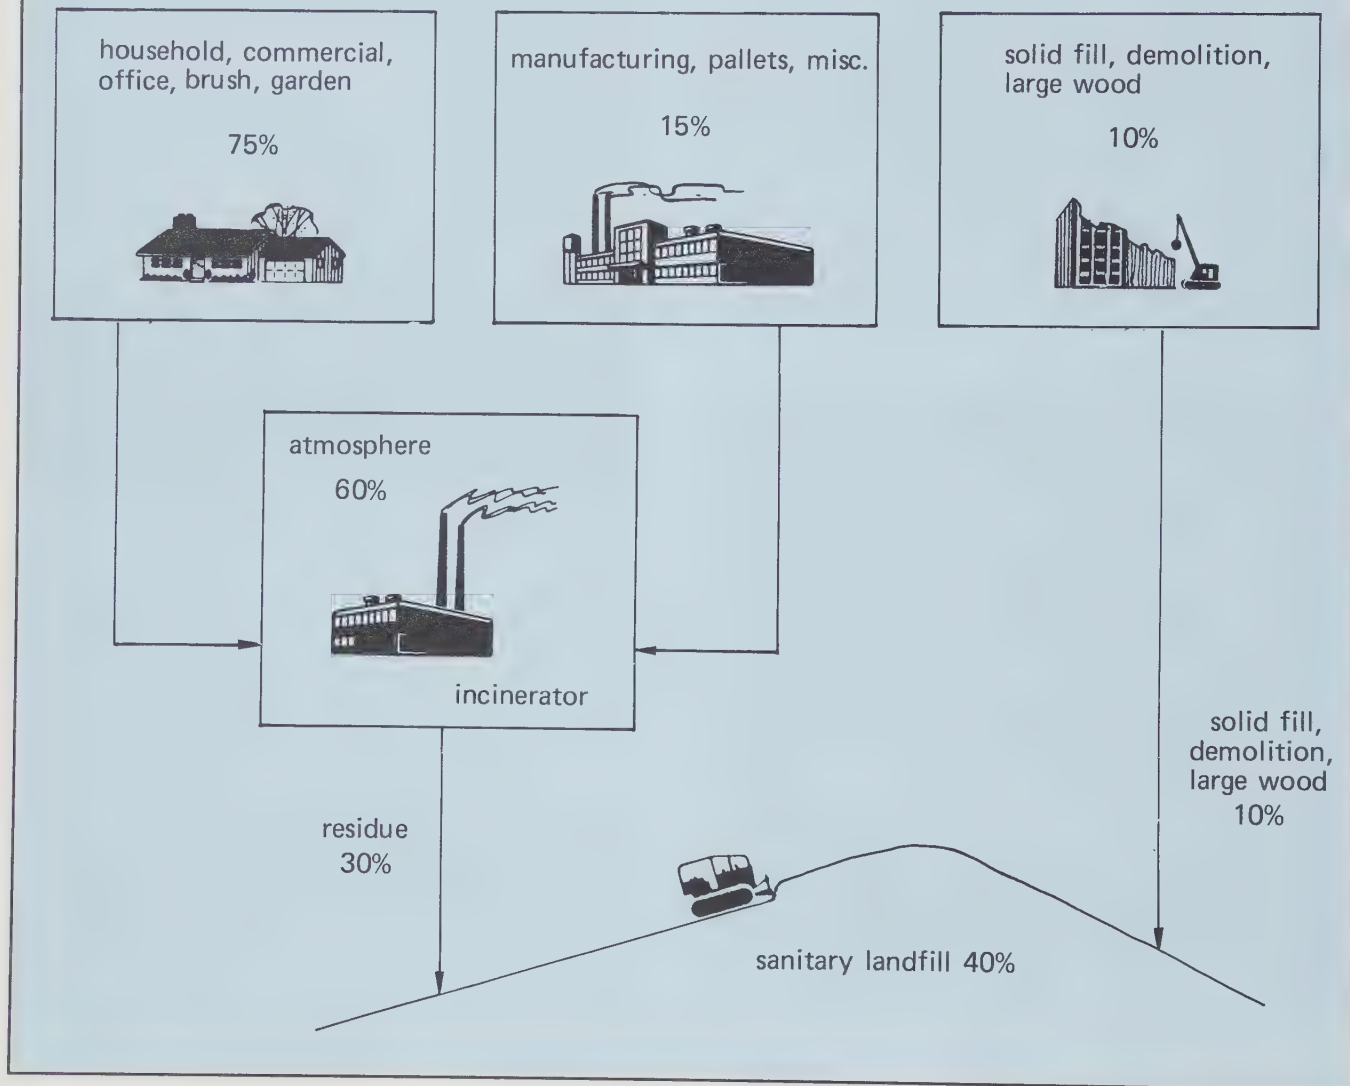 household, commercial,
office, brush, garden
75%
manufacturing, pallets, misc.
15%
solid fill, demolition,
large wood
10%
atmosphere
60%
incinerator
residue
30%
solid fill,
demolition,
large wood
10%
sanitary landfill 40%